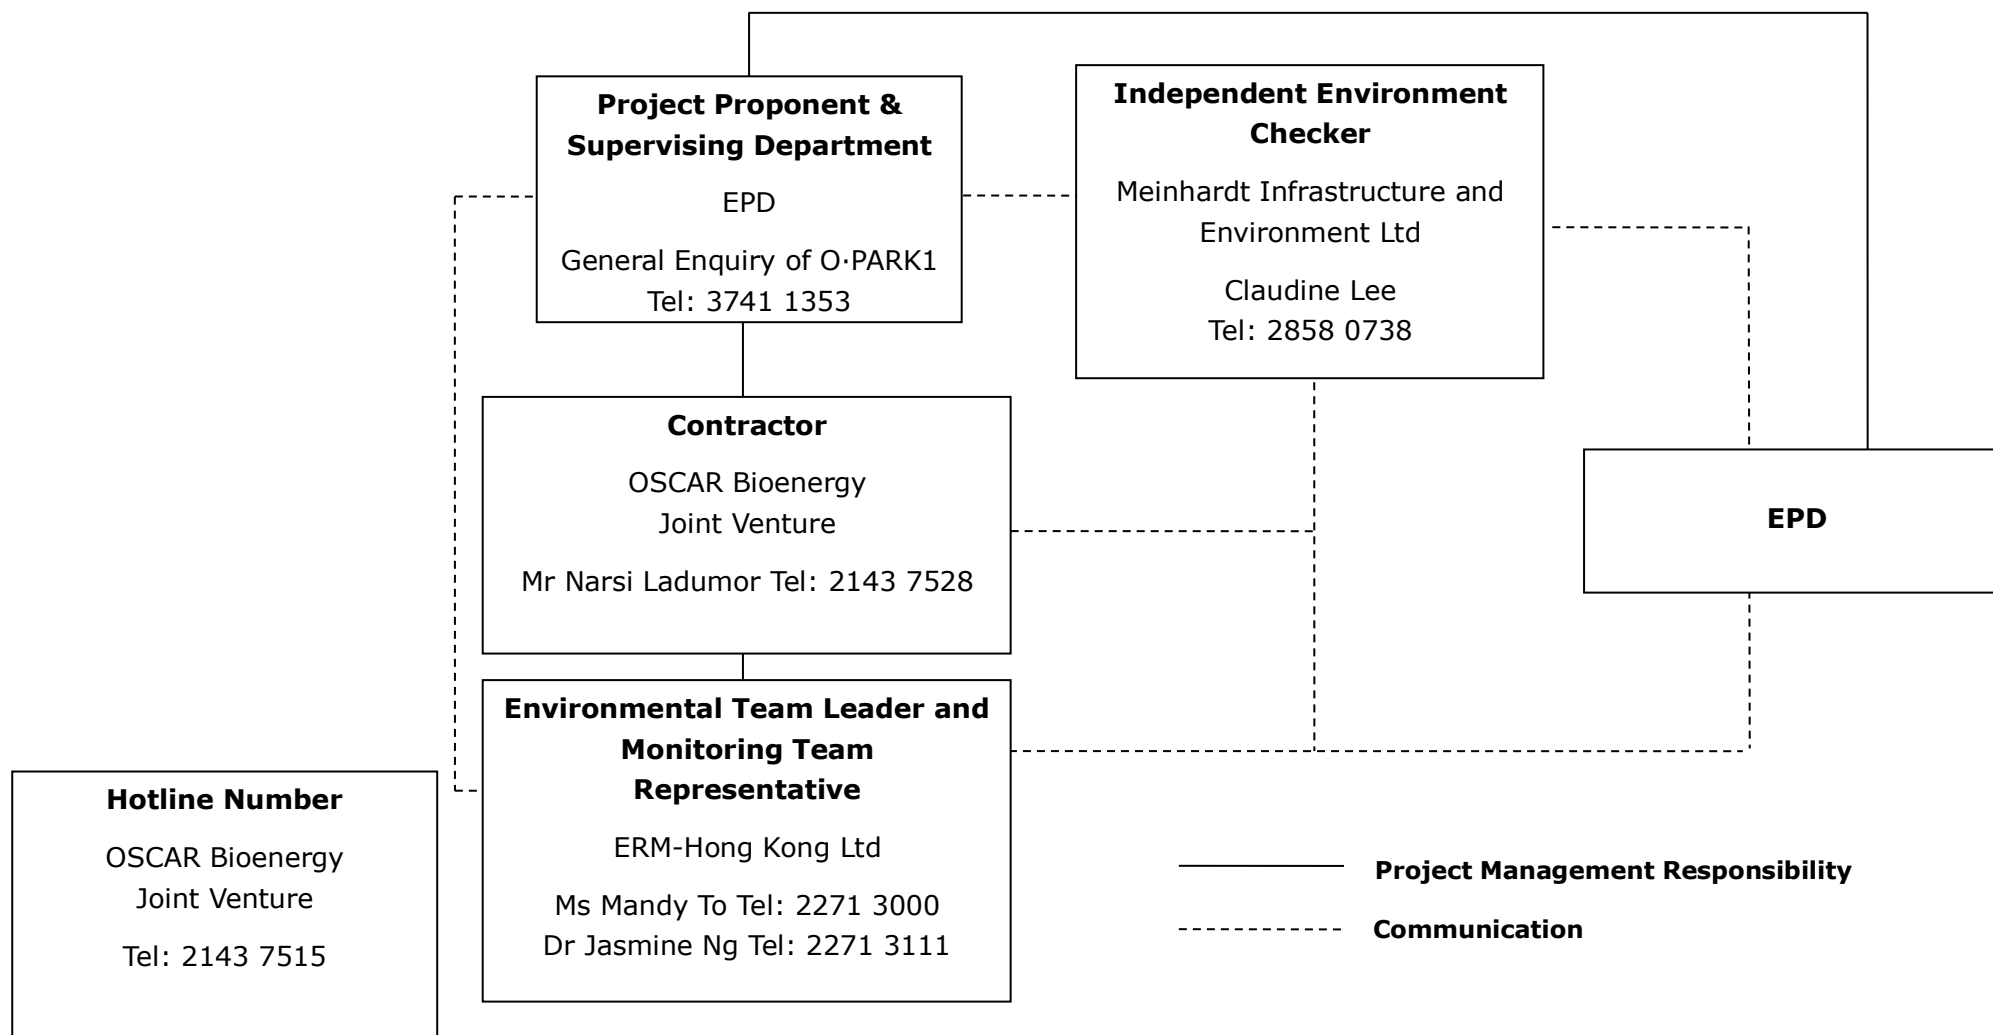 Project Proponent &
Supervising Department
EPD
General Enquiry of O·PARK1
Tel: 3741 1353
Independent Environment
Checker
Meinhardt Infrastructure and
Environment Ltd
Claudine Lee
Tel: 2858 0738
Contractor
OSCAR Bioenergy
Joint Venture
Mr Narsi Ladumor Tel: 2143 7528
EPD
Environmental Team Leader and
Monitoring Team
Representative
ERM-Hong Kong Ltd
Ms Mandy To Tel: 2271 3000
Dr Jasmine Ng Tel: 2271 3111
Hotline Number
OSCAR Bioenergy
Joint Venture
Tel: 2143 7515
Project Management Responsibility
Communication